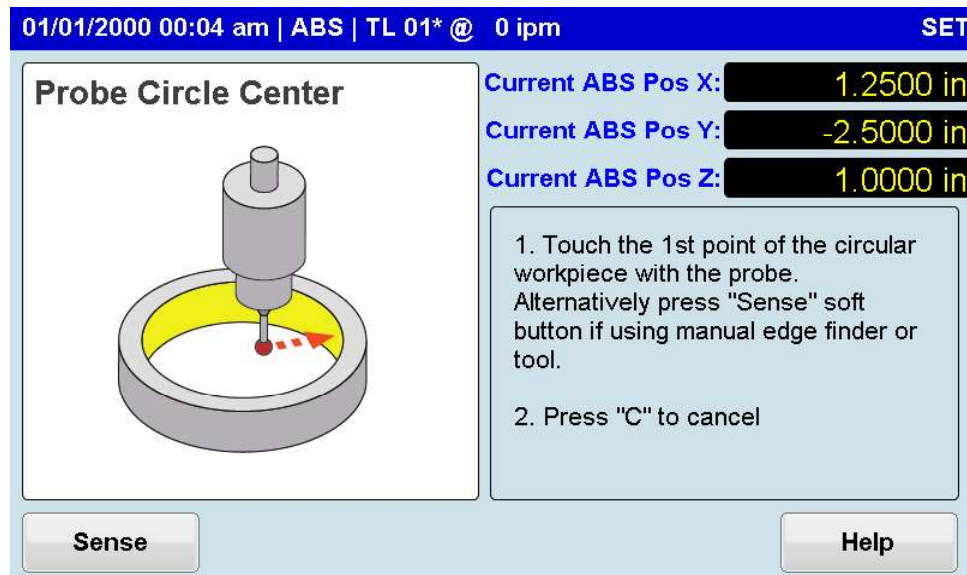 01/01/2000 00:04 am | ABS | TL 01* @ 0 ipm SET
Probe Circle Center
Current ABS Pos X: 1.2500 in
Current ABS Pos Y: -2.5000 in
Current ABS Pos Z: 1.0000 in
1. Touch the 1st point of the circular
workpiece with the probe.
Alternatively press "Sense" soft
button if using manual edge finder or
tool.
2. Press "C" to cancel
Sense
Help